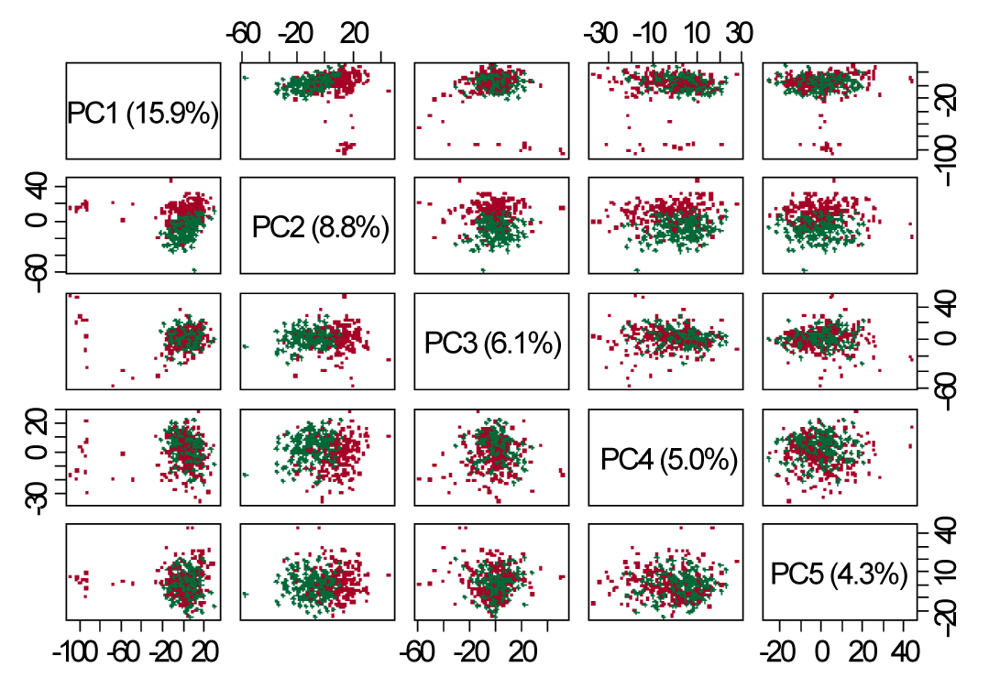 -60 -20 20 -30 -10 10 30
PC1 (15.9%)
-100 -20
-60 0 40
PC2 (8.8%)
PC3 (6.1%)
-60 0 40
-30 0 20
PC4 (5.0%)
PC5 (4.3%)
-20 10 40
-100 -60 -20 20 -60 -20 20 -20 0 20 40